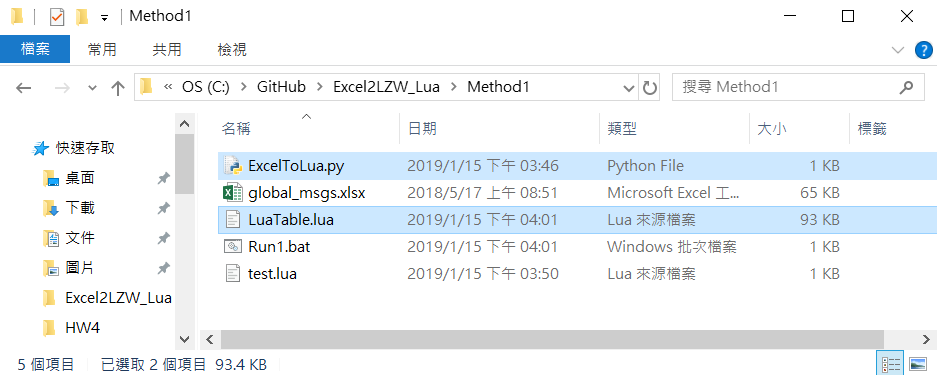 Method1
檔案 常用 共用 檢視
« OS (C:) GitHub Excel2LZW_Lua Method1 搜尋 Method1
名稱 日期 類型 大小 標籤
快速存取
桌面
下載
文件
圖片
Excel2LZW_Lua
HW4
ExcelToLua.py 2019/1/15 下午 03:46 Python File 1 KB
global_msgs.xlsx 2018/5/17 上午 08:51 Microsoft Excel 工... 65 KB
LuaTable.lua 2019/1/15 下午 04:01 Lua 來源檔案 93 KB
Run1.bat 2019/1/15 下午 04:01 Windows 批次檔案 1 KB
test.lua 2019/1/15 下午 03:50 Lua 來源檔案 1 KB
5 個項目 已選取 2 個項目 93.4 KB